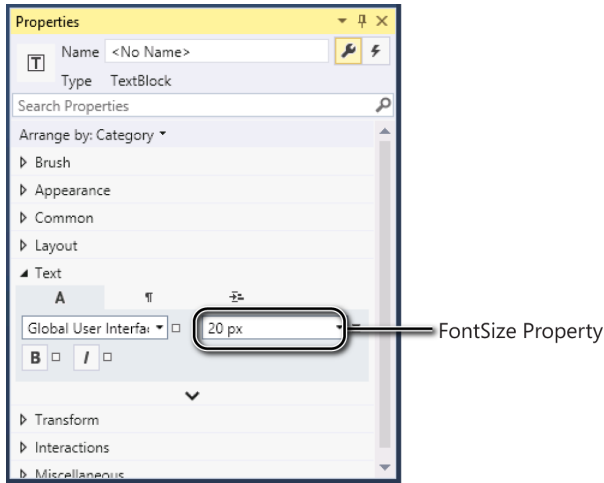 Properties
Name <No Name>
Type TextBlock
Search Properties
Arrange by: Category
Brush
Appearance
Common
Layout
Text
A ¶
Global User Interfa
20 px
FontSize Property
B I
Transform
Interactions
Miscellaneous